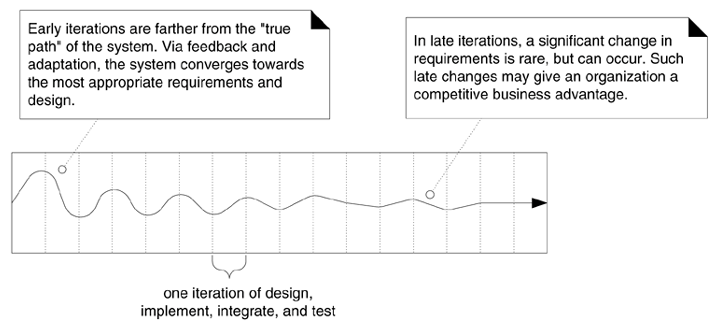 Early iterations are farther from the "true
path" of the system. Via feedback and
adaptation, the system converges towards
the most appropriate requirements and
design.
In late iterations, a significant change in
requirements is rare, but can occur. Such
late changes may give an organization a
competitive business advantage.
one iteration of design,
implement, integrate, and test